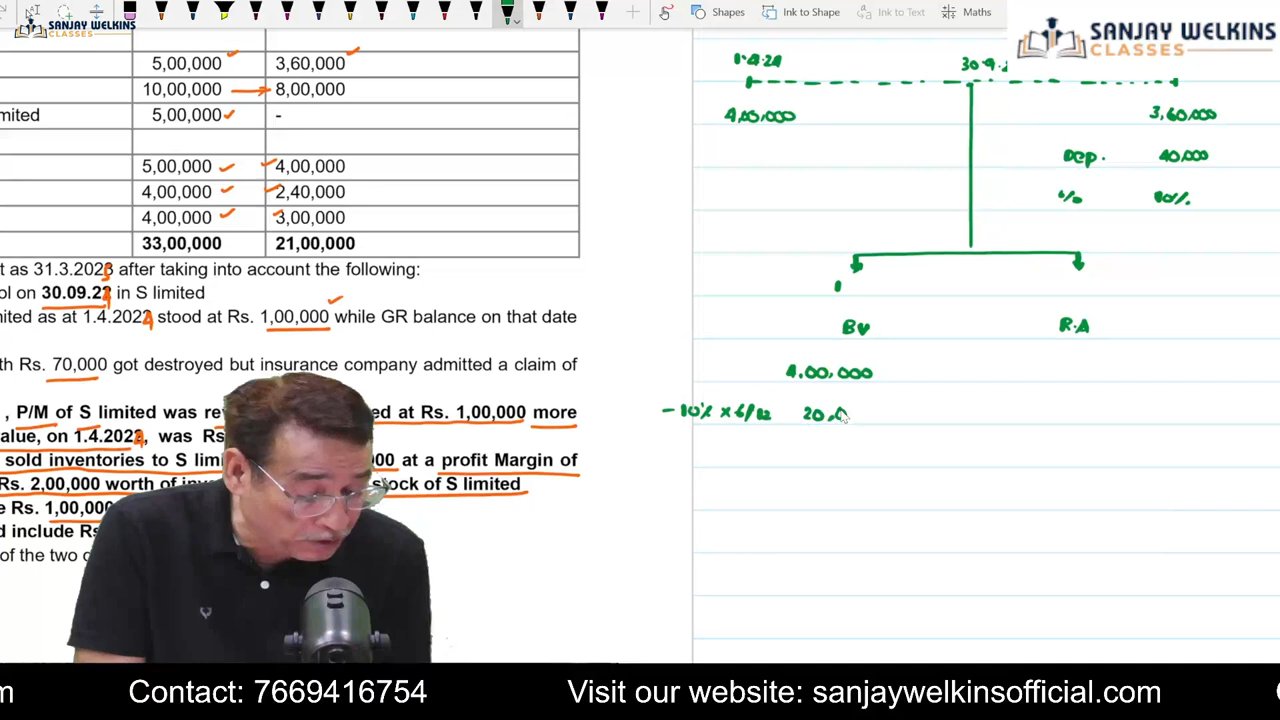 Shapes Ink to Shape Ink to Text Maths
SANJAY WELKINS
CLASSES
SANJAY WELKINS
CLASSES
5,00,000 3,60,000
10,00,000 8,00,000
imited 5,00,000 -
5,00,000 4,00,000
4,00,000 2,40,000
4,00,000 3,00,000
33,00,000 21,00,000
t as 31.3.202 after taking into account the following:
ol on 30.09.2 in S limited
ited as at 1.4.202 stood at Rs. 1,00,000 while GR balance on that date
th Rs. 70,000 got destroyed but insurance company admitted a claim of
, P/M of S limited was re ed at Rs. 1,00,000 more
alue, on 1.4.202 , was Rs
sold inventories to S limi 000 at a profit Margin of
Rs. 2,00,000 worth of inv stock of S limited
e Rs. 1,00,00
d include Rs
of the two c
1.4.24 30.9.2
4,00,000 3,60,000
Dep. 40,000
% 10%
BV R.A
4,00,000
- 10% x 6/12 20,0
m Contact: 7669416754 Visit our website: sanjaywelkinsofficial.com